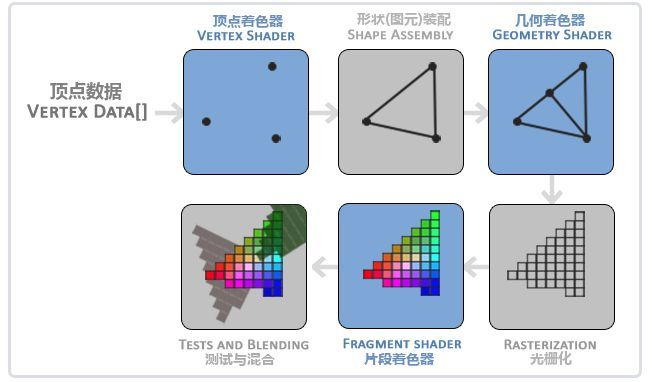 顶点着色器
VERTEX SHADER
形状(图元)装配
SHAPE ASSEMBLY
几何着色器
GEOMETRY SHADER
顶点数据
VERTEX DATA[]
TESTS AND BLENDING
测试与混合
FRAGMENT SHADER
片段着色器
RASTERIZATION
光栅化